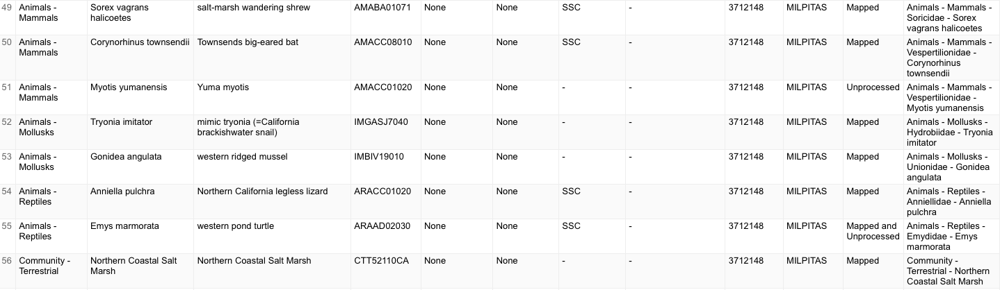 49 Animals - Sorex vagrans salt-marsh wandering shrew AMABA01071 None None SSC - 3712148 MILPITAS Mapped Animals - Mammals -
Mammals halicoetes Soricidae - Sorex
vagrans halicoetes
50 Animals - Corynorhinus townsendii Townsends big-eared bat AMACC08010 None None SSC - 3712148 MILPITAS Mapped Animals - Mammals -
Mammals Vespertilionidae -
Corynorhinus
townsendii
51 Animals - Myotis yumanensis Yuma myotis AMACC01020 None None - - 3712148 MILPITAS Unprocessed Animals - Mammals -
Mammals Vespertilionidae -
Myotis yumanensis
52 Animals - Tryonia imitator mimic tryonia (=California IMGASJ7040 None None - - 3712148 MILPITAS Mapped Animals - Mollusks -
Mollusks brackishwater snail) Hydrobiidae - Tryonia
imitator
53 Animals - Gonidea angulata western ridged mussel IMBIV19010 None None - - 3712148 MILPITAS Mapped Animals - Mollusks -
Mollusks Unionidae - Gonidea
angulata
54 Animals - Anniella pulchra Northern California legless lizard ARACC01020 None None SSC - 3712148 MILPITAS Mapped Animals - Reptiles -
Reptiles Anniellidae - Anniella
pulchra
55 Animals - Emys marmorata western pond turtle ARAAD02030 None None SSC - 3712148 MILPITAS Mapped and Animals - Reptiles -
Reptiles Unprocessed Emydidae - Emys
marmorata
56 Community - Northern Coastal Salt Northern Coastal Salt Marsh CTT52110CA None None - - 3712148 MILPITAS Mapped Community -
Terrestrial Marsh Terrestrial - Northern
Coastal Salt Marsh